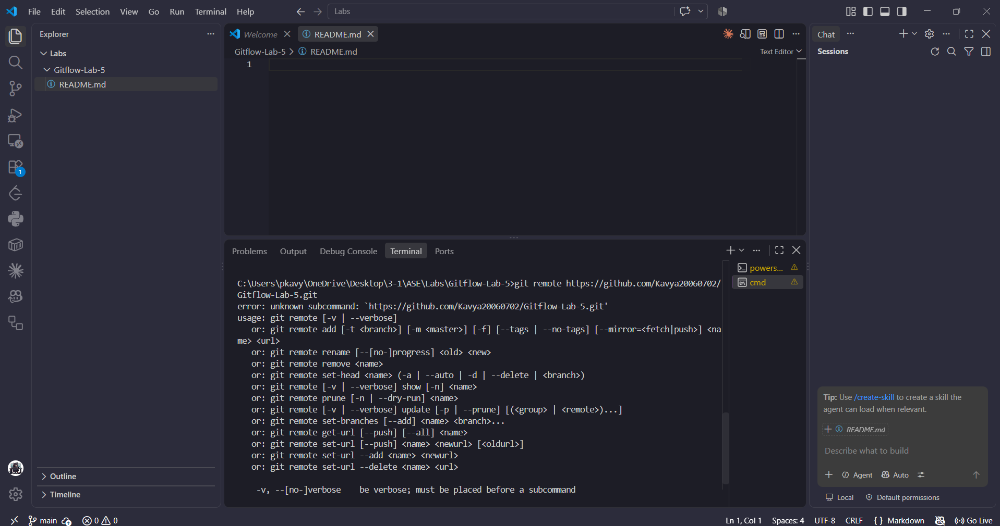 File Edit Selection View Go Run Terminal Help
Labs
Explorer
Labs
Gitflow-Lab-5
README.md
Outline
Timeline
Welcome
README.md
Gitflow-Lab-5 > README.md
Text Editor
1
Problems Output Debug Console Terminal Ports
C:\Users\pkavy\OneDrive\Desktop\3-1\ASE\Labs\Gitflow-Lab-5>git remote https://github.com/Kavya20060702/
Gitflow-Lab-5.git
error: unknown subcommand: `https://github.com/Kavya20060702/Gitflow-Lab-5.git'
usage: git remote [-v | --verbose]
or: git remote add [-t <branch>] [-m <master>] [-f] [--tags | --no-tags] [--mirror=<fetch|push>] <na
me> <url>
or: git remote rename [--[no-]progress] <old> <new>
or: git remote remove <name>
or: git remote set-head <name> (-a | --auto | -d | --delete | <branch>)
or: git remote [-v | --verbose] show [-n] <name>
or: git remote prune [-n | --dry-run] <name>
or: git remote [-v | --verbose] update [-p | --prune] [(<group> | <remote>)...]
or: git remote set-branches [--add] <name> <branch>...
or: git remote get-url [--push] [--all] <name>
or: git remote set-url [--push] <name> <newurl> [<oldurl>]
or: git remote set-url --add <name> <newurl>
or: git remote set-url --delete <name> <url>
-v, --[no-]verbose    be verbose; must be placed before a subcommand
powers...
cmd
Chat
Sessions
Tip: Use /create-skill to create a skill the
agent can load when relevant.
README.md
Describe what to build
Agent Auto
Local Default permissions
1
main 0 0
Ln 1, Col 1 Spaces: 4 UTF-8 CRLF { } Markdown Go Live